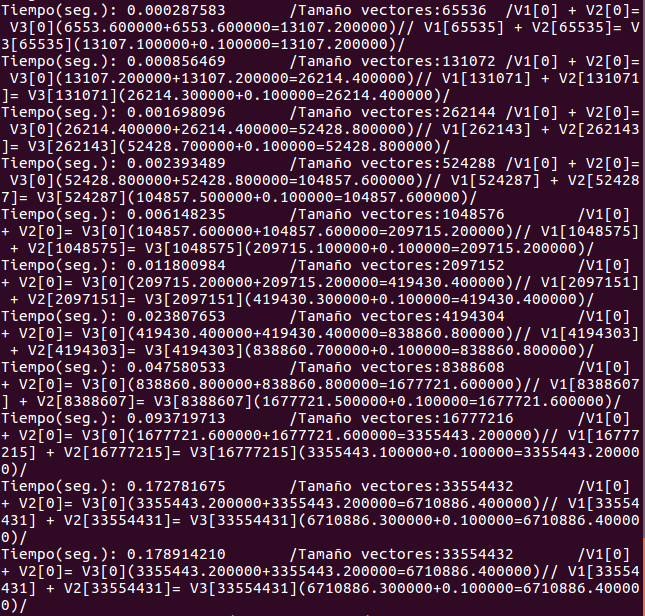 Tiempo(seg.): 0.000287583       /Tamaño vectores:65536  /V1[0] + V2[0]=
 V3[0](6553.600000+6553.600000=13107.200000)// V1[65535] + V2[65535]= V
3[65535](13107.100000+0.100000=13107.200000)/
Tiempo(seg.): 0.000856469       /Tamaño vectores:131072 /V1[0] + V2[0]=
 V3[0](13107.200000+13107.200000=26214.400000)// V1[131071] + V2[131071
]= V3[131071](26214.300000+0.100000=26214.400000)/
Tiempo(seg.): 0.001698096       /Tamaño vectores:262144 /V1[0] + V2[0]=
 V3[0](26214.400000+26214.400000=52428.800000)// V1[262143] + V2[262143
]= V3[262143](52428.700000+0.100000=52428.800000)/
Tiempo(seg.): 0.002393489       /Tamaño vectores:524288 /V1[0] + V2[0]=
 V3[0](52428.800000+52428.800000=104857.600000)// V1[524287] + V2[52428
7]= V3[524287](104857.500000+0.100000=104857.600000)/
Tiempo(seg.): 0.006148235       /Tamaño vectores:1048576        /V1[0]
+ V2[0]= V3[0](104857.600000+104857.600000=209715.200000)// V1[1048575]
 + V2[1048575]= V3[1048575](209715.100000+0.100000=209715.200000)/
Tiempo(seg.): 0.011800984       /Tamaño vectores:2097152        /V1[0]
+ V2[0]= V3[0](209715.200000+209715.200000=419430.400000)// V1[2097151]
 + V2[2097151]= V3[2097151](419430.300000+0.100000=419430.400000)/
Tiempo(seg.): 0.023807653       /Tamaño vectores:4194304        /V1[0]
+ V2[0]= V3[0](419430.400000+419430.400000=838860.800000)// V1[4194303]
 + V2[4194303]= V3[4194303](838860.700000+0.100000=838860.800000)/
Tiempo(seg.): 0.047580533       /Tamaño vectores:8388608        /V1[0]
+ V2[0]= V3[0](838860.800000+838860.800000=1677721.600000)// V1[8388607
] + V2[8388607]= V3[8388607](1677721.500000+0.100000=1677721.600000)/
Tiempo(seg.): 0.093719713       /Tamaño vectores:16777216       /V1[0]
+ V2[0]= V3[0](1677721.600000+1677721.600000=3355443.200000)// V1[16777
215] + V2[16777215]= V3[16777215](3355443.100000+0.100000=3355443.20000
0)/
Tiempo(seg.): 0.172781675       /Tamaño vectores:33554432       /V1[0]
+ V2[0]= V3[0](3355443.200000+3355443.200000=6710886.400000)// V1[33554
431] + V2[33554431]= V3[33554431](6710886.300000+0.100000=6710886.40000
0)/
Tiempo(seg.): 0.178914210       /Tamaño vectores:33554432       /V1[0]
+ V2[0]= V3[0](3355443.200000+3355443.200000=6710886.400000)// V1[33554
431] + V2[33554431]= V3[33554431](6710886.300000+0.100000=6710886.40000
0)/